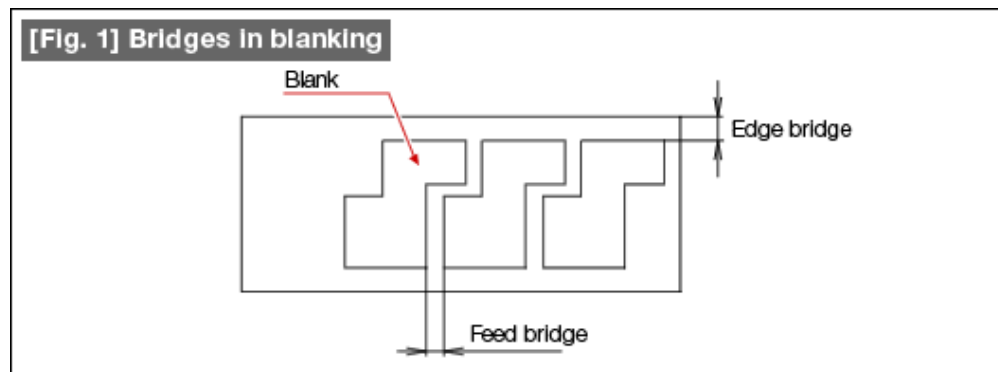 [Fig. 1] Bridges in blanking
Blank
Edge bridge
Feed bridge